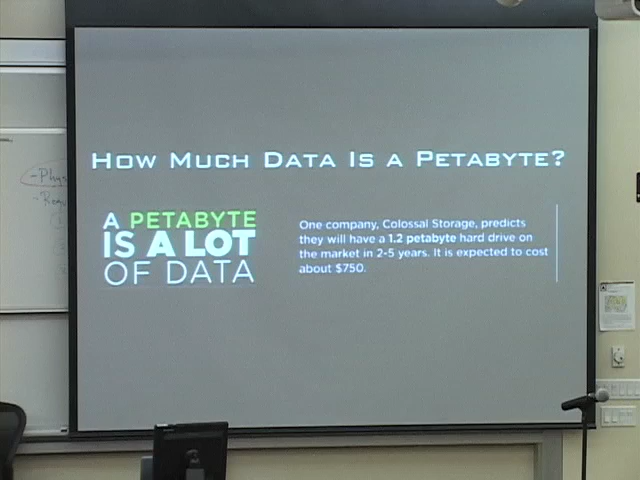 How Much Data Is a Petabyte?
A PETABYTE
IS A LOT
OF DATA
One company, Colossal Storage, predicts
they will have a 1.2 petabyte hard drive on
the market in 2-5 years. It is expected to cost
about $750.